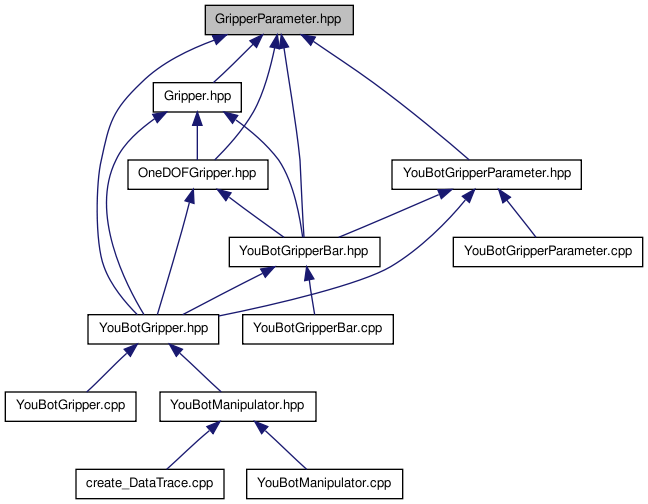 GripperParameter.hpp
Gripper.hpp
OneDOFGripper.hpp
YouBotGripperParameter.hpp
YouBotGripperBar.hpp
YouBotGripperParameter.cpp
YouBotGripper.hpp
YouBotGripperBar.cpp
YouBotGripper.cpp
YouBotManipulator.hpp
create_DataTrace.cpp
YouBotManipulator.cpp